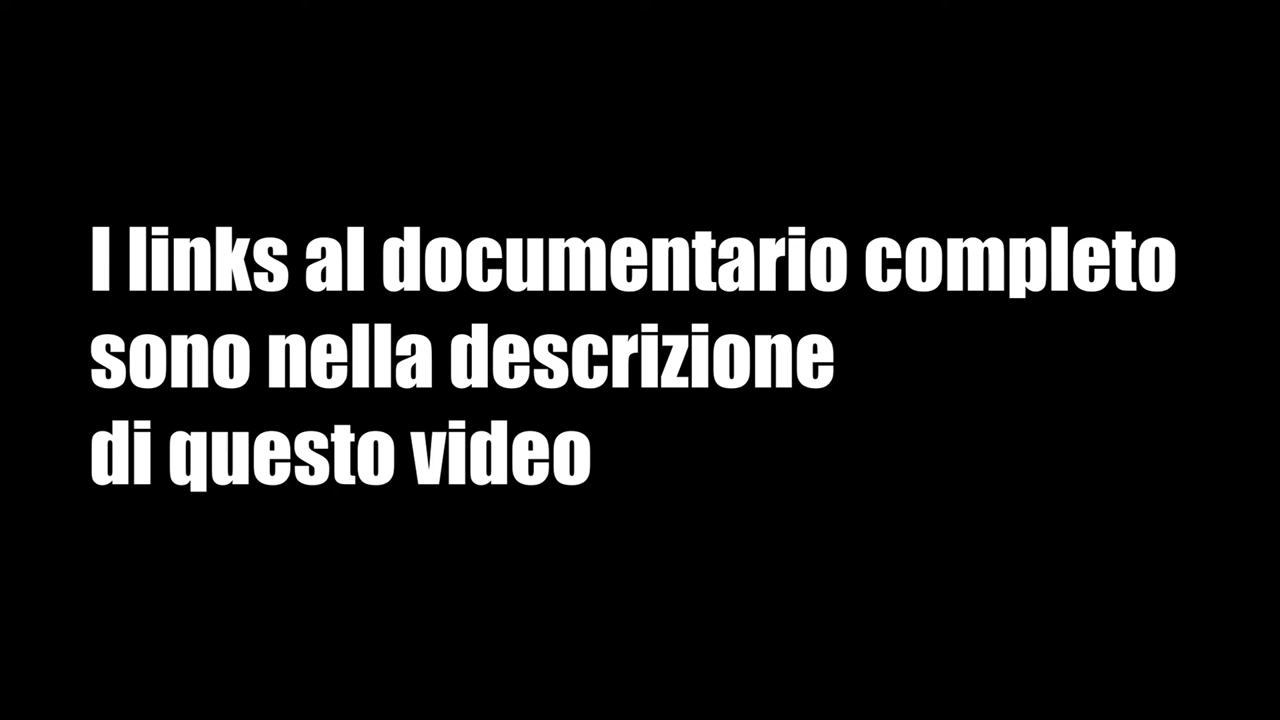 I links al documentario completo
sono nella descrizione
di questo video